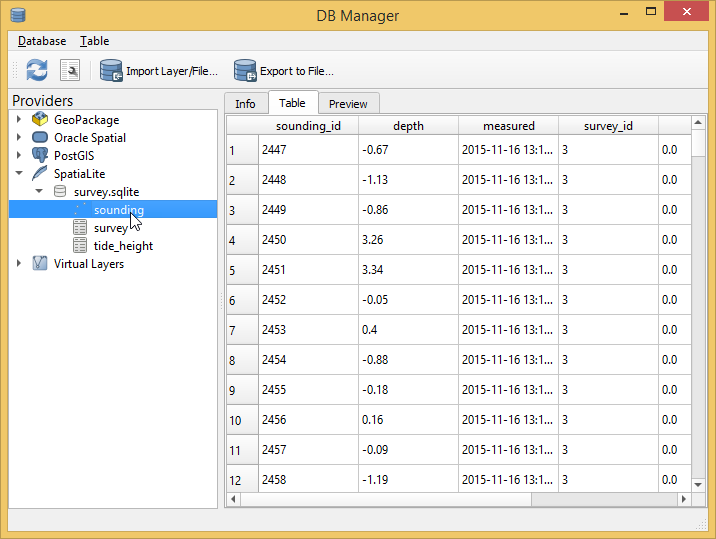 DB Manager
Database Table
Import Layer/File... Export to File...
Providers
GeoPackage
Oracle Spatial
PostGIS
SpatiaLite
survey.sqlite
sounding
survey
tide_height
Virtual Layers
Info Table Preview
sounding_id depth measured survey_id
1 2447 -0.67 2015-11-16 13:1... 3 0.0
2 2448 -1.13 2015-11-16 13:1... 3 0.0
3 2449 -0.86 2015-11-16 13:1... 3 0.0
4 2450 3.26 2015-11-16 13:1... 3 0.0
5 2451 3.34 2015-11-16 13:1... 3 0.0
6 2452 -0.05 2015-11-16 13:1... 3 0.0
7 2453 0.4 2015-11-16 13:1... 3 0.0
8 2454 -0.88 2015-11-16 13:1... 3 0.0
9 2455 -0.18 2015-11-16 13:1... 3 0.0
10 2456 0.16 2015-11-16 13:1... 3 0.0
11 2457 -0.09 2015-11-16 13:1... 3 0.0
12 2458 -1.19 2015-11-16 13:1... 3 0.0